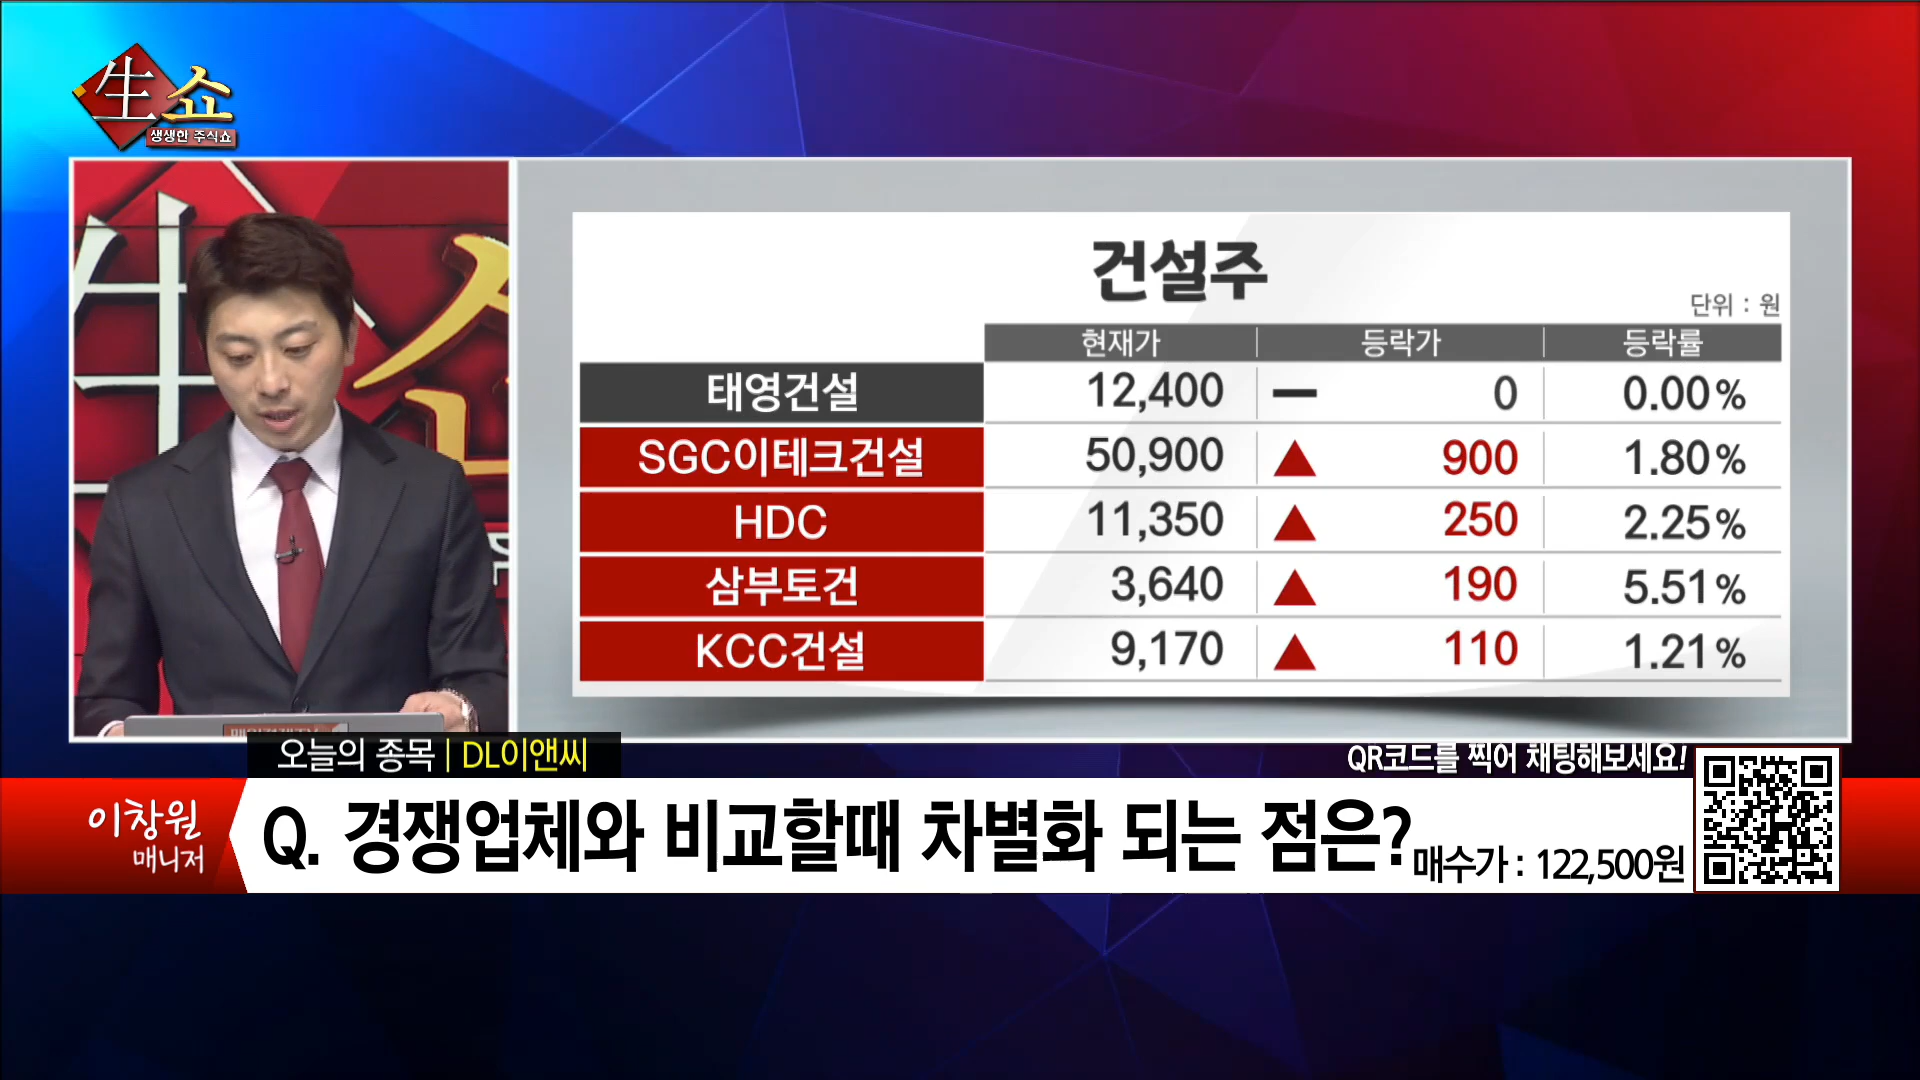 生쇼
생생한 주식쇼
건설주
단위 : 원
현재가 등락가 등락률
태영건설 12,400 ━ 0 0.00%
SGC이테크건설 50,900 ▲ 900 1.80%
HDC 11,350 ▲ 250 2.25%
삼부토건 3,640 ▲ 190 5.51%
KCC건설 9,170 ▲ 110 1.21%
오늘의 종목 | DL이앤씨
QR코드를 찍어 채팅해보세요!
이창원
매니저
Q. 경쟁업체와 비교할때 차별화 되는 점은?
매수가 : 122,500원